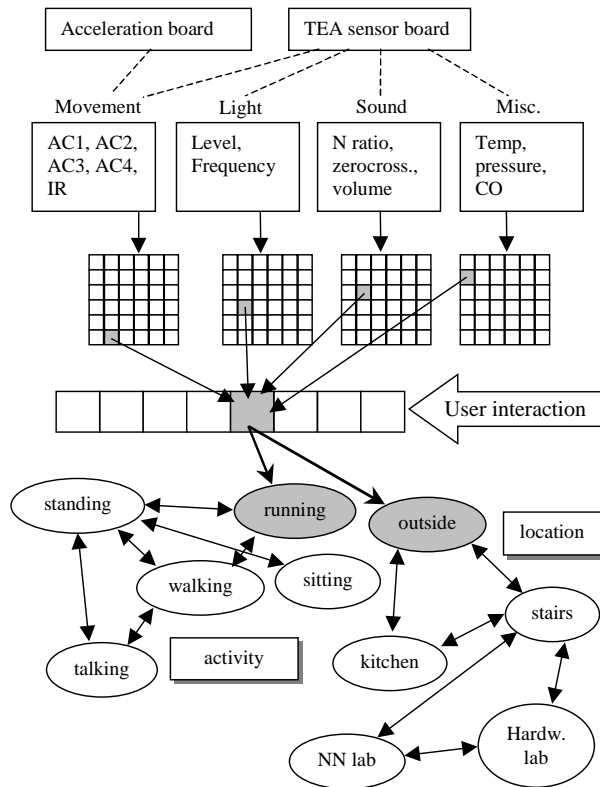 Acceleration board
TEA sensor board
Movement
Light
Sound
Misc.
AC1, AC2,
AC3, AC4,
IR
Level,
Frequency
N ratio,
zerocross.,
volume
Temp,
pressure,
CO
User interaction
standing
running
outside
location
walking
sitting
stairs
talking
activity
kitchen
NN lab
Hardw.
lab